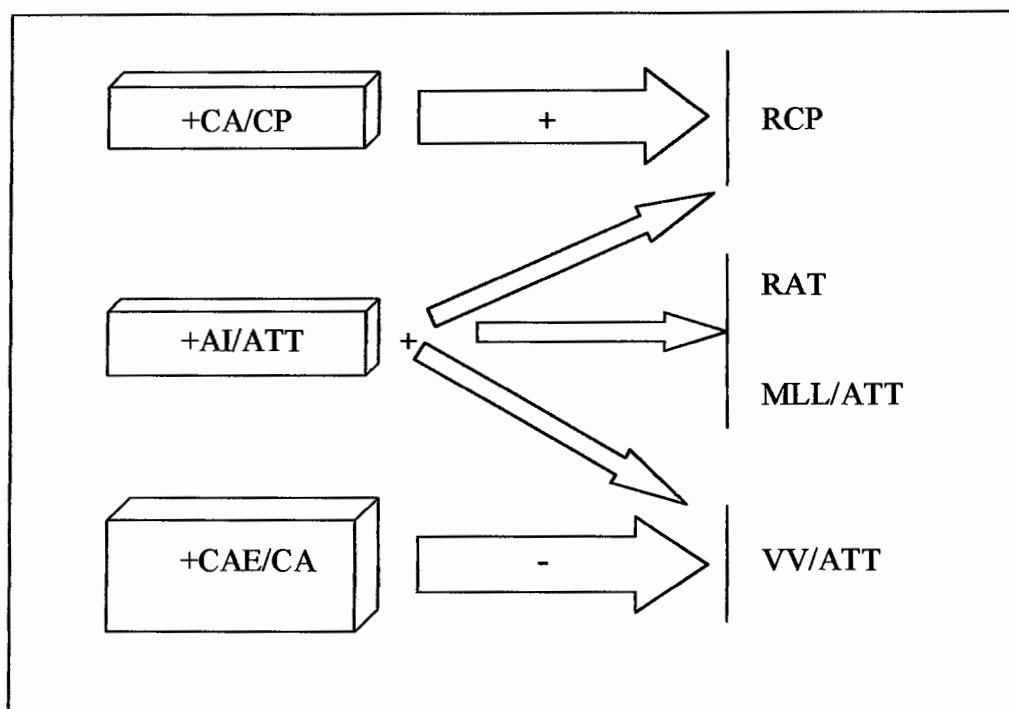 +CA/CP
+
RCP
RAT
+AI/ATT
+
MLL/ATT
+CAE/CA
-
VV/ATT